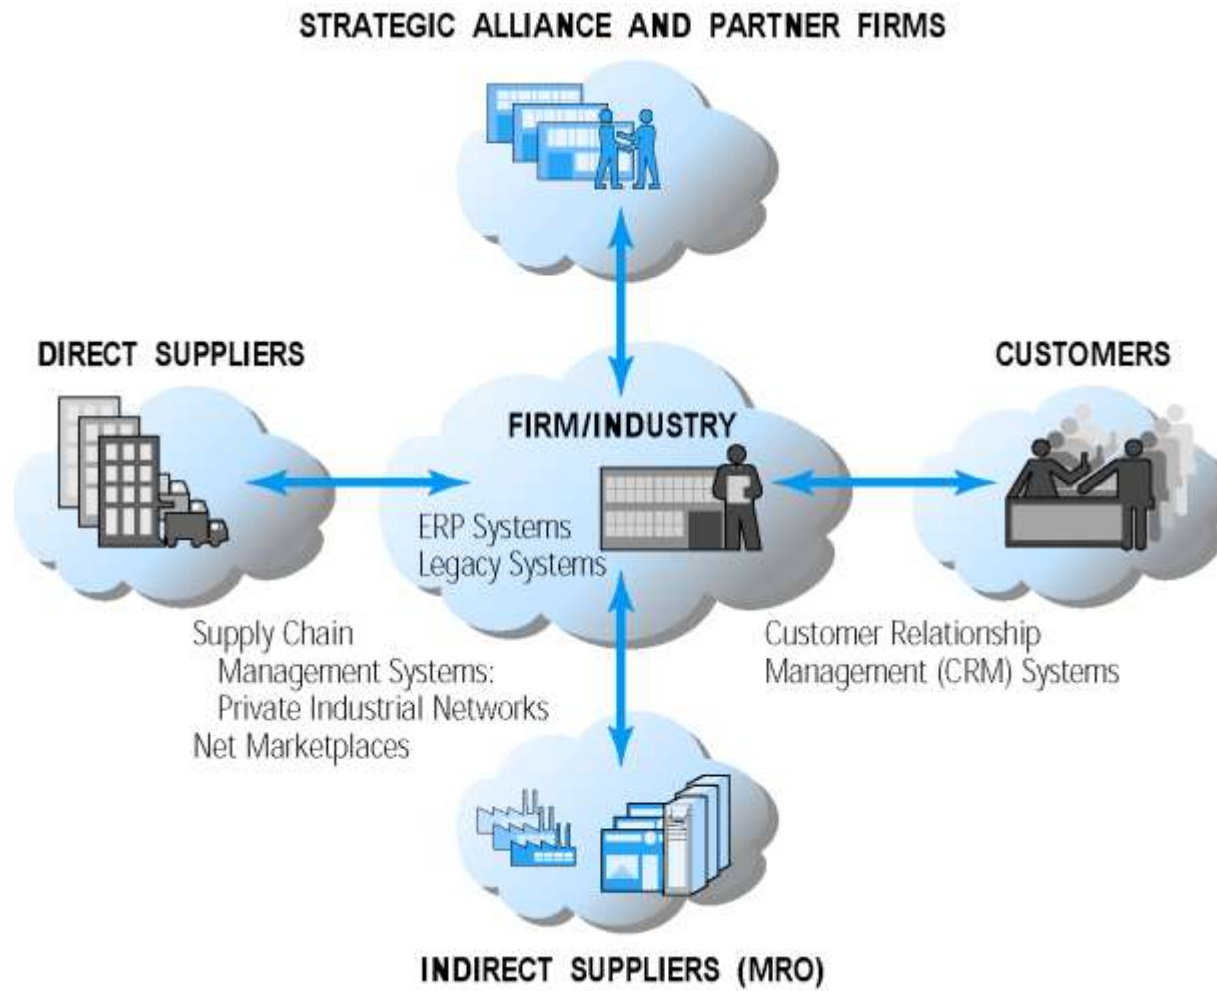 STRATEGIC ALLIANCE AND PARTNER FIRMS
DIRECT SUPPLIERS
CUSTOMERS
FIRM/INDUSTRY
ERP Systems
Legacy Systems
Supply Chain
Management Systems:
Private Industrial Networks
Net Marketplaces
Customer Relationship
Management (CRM) Systems
INDIRECT SUPPLIERS (MRO)